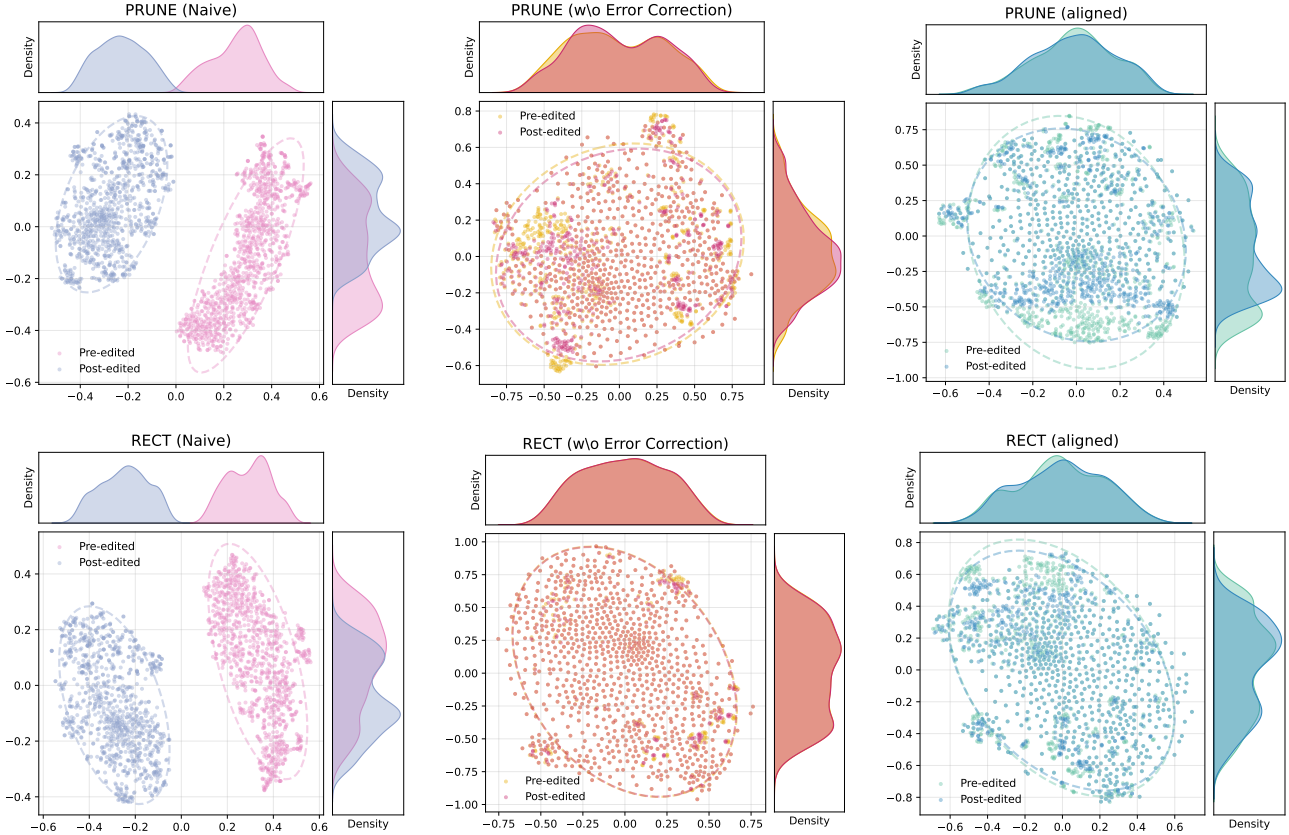 PRUNE (Naive)
Density
0.4
0.2
0.0
−0.2
−0.4
−0.6
Pre-edited
Post-edited
−0.4 −0.2 0.0 0.2 0.4 0.6
Density
PRUNE (w\o Error Correction)
Density
0.8
0.6
0.4
0.2
0.0
−0.2
−0.4
−0.6
Pre-edited
Post-edited
−0.75 −0.50 −0.25 0.00 0.25 0.50 0.75
Density
PRUNE (aligned)
Density
0.75
0.50
0.25
0.00
−0.25
−0.50
−0.75
−1.00
Pre-edited
Post-edited
−0.6 −0.4 −0.2 0.0 0.2 0.4
Density
RECT (Naive)
Density
0.4
0.2
0.0
−0.2
−0.4
Pre-edited
Post-edited
−0.6 −0.4 −0.2 0.0 0.2 0.4 0.6
Density
RECT (w\o Error Correction)
Density
1.00
0.75
0.50
0.25
0.00
−0.25
−0.50
−0.75
−1.00
Pre-edited
Post-edited
−0.75 −0.50 −0.25 0.00 0.25 0.50 0.75
Density
RECT (aligned)
Density
0.8
0.6
0.4
0.2
0.0
−0.2
−0.4
−0.6
−0.8
Pre-edited
Post-edited
−0.6 −0.4 −0.2 0.0 0.2 0.4 0.6
Density